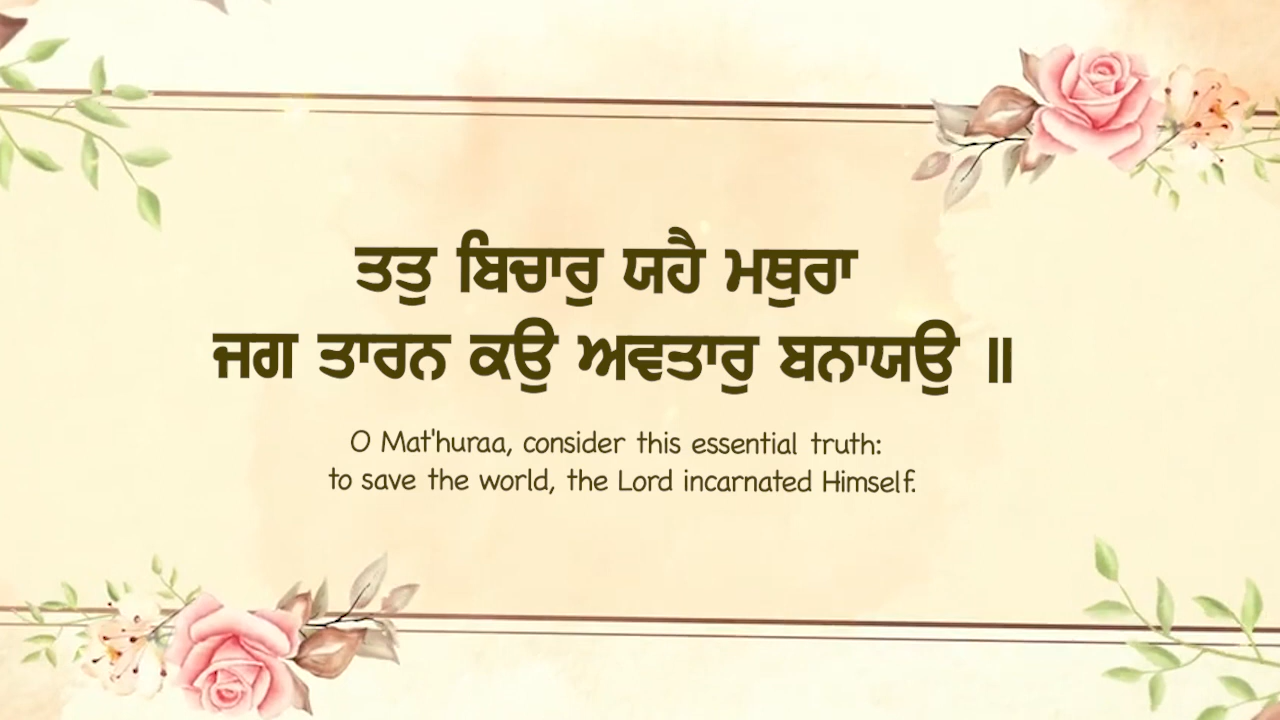 ਤਤੁ ਬਿਚਾਰੁ ਯਹੈ ਮਥੁਰਾ
ਜਗ ਤਾਰਨ ਕਉ ਅਵਤਾਰੁ ਬਨਾਯਉ ॥
O Mat'huraa, consider this essential truth:
to save the world, the Lord incarnated Himself.